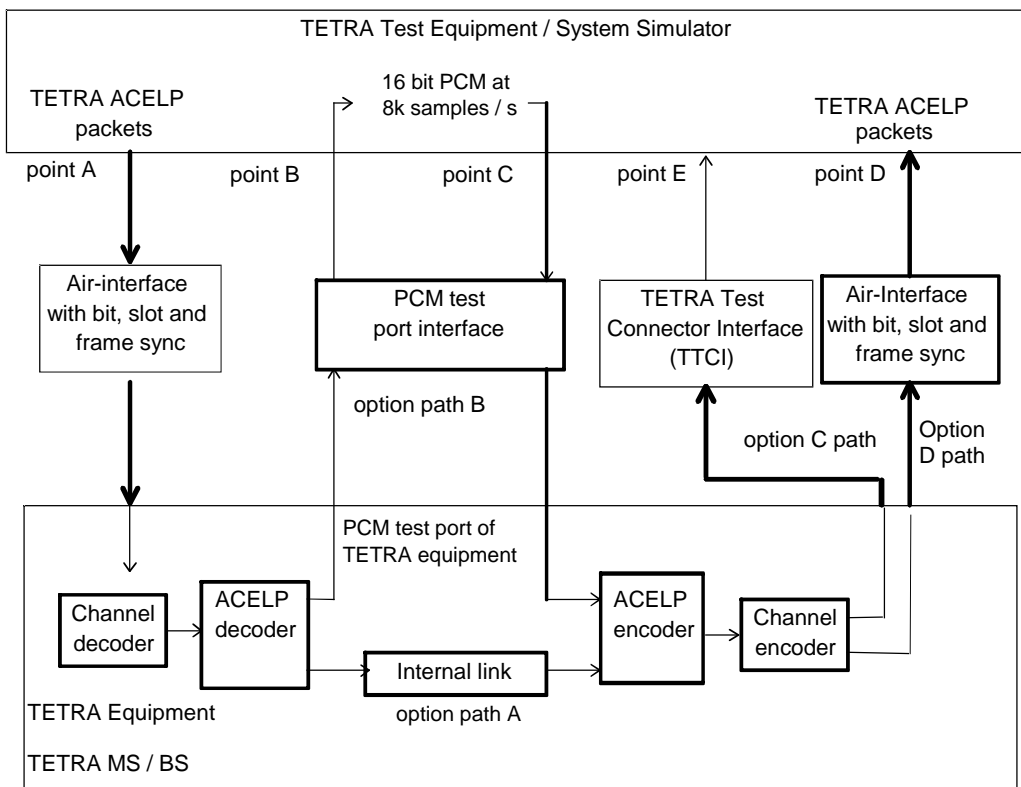 TETRA Test Equipment / System Simulator
16 bit PCM at
8k samples / s
TETRA ACELP
packets
TETRA ACELP
packets
point A
point B
point C
point E
point D
Air-interface
with bit, slot and
frame sync
PCM test
port interface
TETRA Test
Connector Interface
(TTCI)
Air-Interface
with bit, slot and
frame sync
option path B
option C path
Option
D path
PCM test port of
TETRA equipment
Channel
decoder
ACELP
decoder
Internal link
option path A
ACELP
encoder
Channel
encoder
TETRA Equipment
TETRA MS / BS